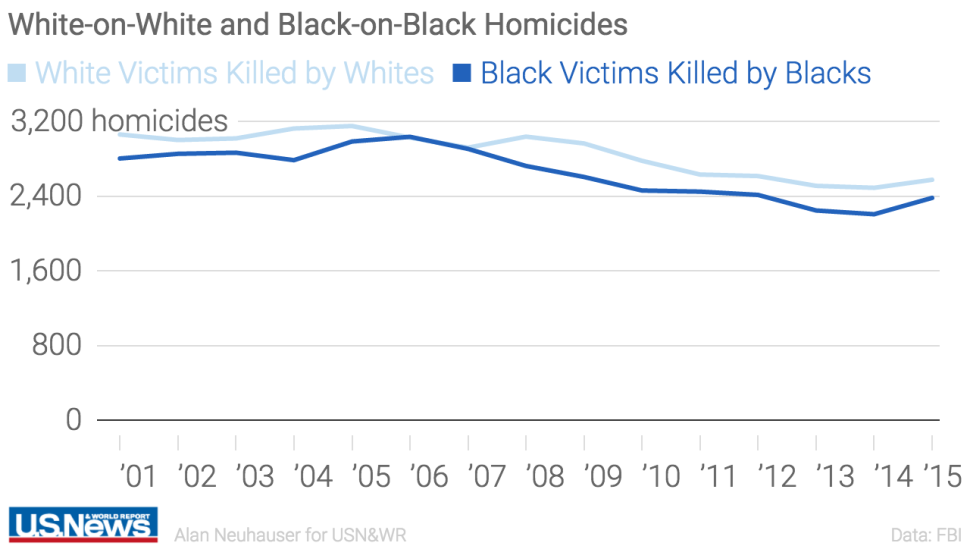 White-on-White and Black-on-Black Homicides
White Victims Killed by Whites Black Victims Killed by Blacks
3,200 homicides
2,400
1,600
800
0
’01 ’02 ’03 ’04 ’05 ’06 ’07 ’08 ’09 ’10 ’11 ’12 ’13 ’14 ’15
U.S. News & WORLD REPORT
Alan Neuhauser for USN&WR Data: FBI